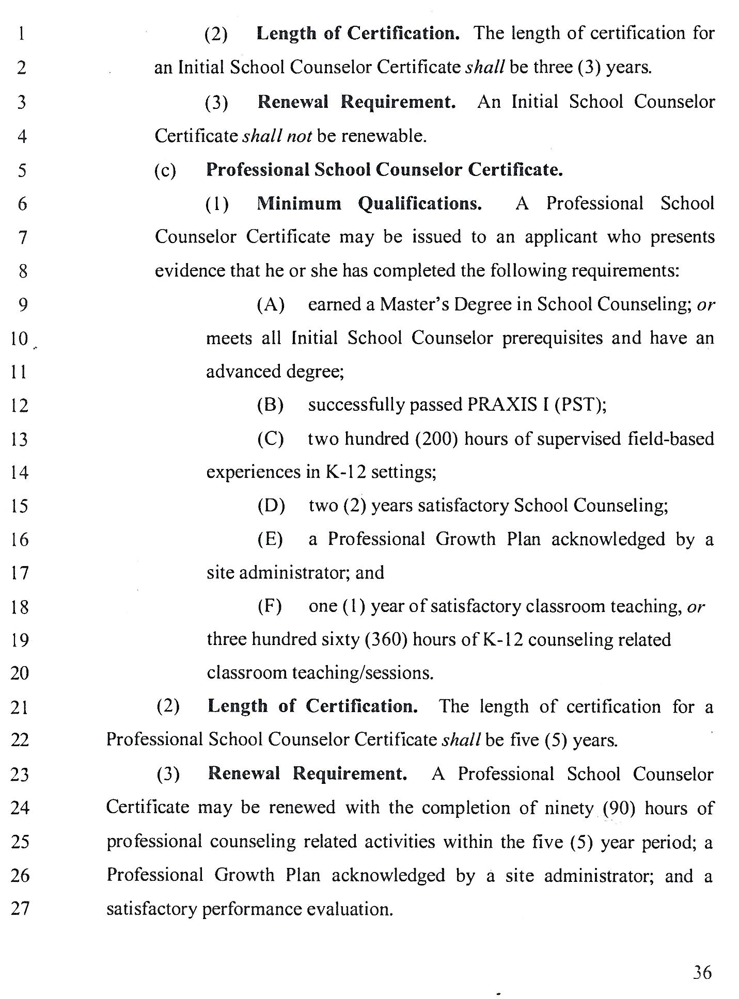 1 (2) Length of Certification. The length of certification for
2 an Initial School Counselor Certificate shall be three (3) years.
3 (3) Renewal Requirement. An Initial School Counselor
4 Certificate shall not be renewable.
5 (c) Professional School Counselor Certificate.
6 (1) Minimum Qualifications. A Professional School
7 Counselor Certificate may be issued to an applicant who presents
8 evidence that he or she has completed the following requirements:
9 (A) earned a Master's Degree in School Counseling; or
10 meets all Initial School Counselor prerequisites and have an
11 advanced degree;
12 (B) successfully passed PRAXIS I (PST);
13 (C) two hundred (200) hours of supervised field-based
14 experiences in K-12 settings;
15 (D) two (2) years satisfactory School Counseling;
16 (E) a Professional Growth Plan acknowledged by a
17 site administrator; and
18 (F) one (1) year of satisfactory classroom teaching, or
19 three hundred sixty (360) hours of K-12 counseling related
20 classroom teaching/sessions.
21 (2) Length of Certification. The length of certification for a
22 Professional School Counselor Certificate shall be five (5) years.
23 (3) Renewal Requirement. A Professional School Counselor
24 Certificate may be renewed with the completion of ninety (90) hours of
25 professional counseling related activities within the five (5) year period; a
26 Professional Growth Plan acknowledged by a site administrator; and a
27 satisfactory performance evaluation.
36